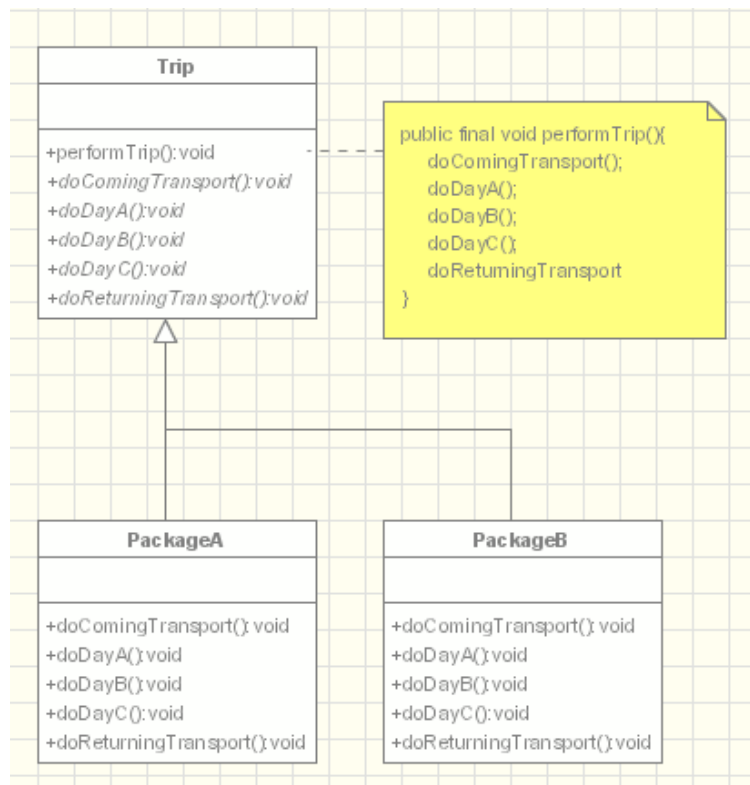 Trip
+performTrip():void
+doComingTransport():void
+doDayA():void
+doDayB():void
+doDayC():void
+doReturningTransport():void
public final void performTrip(){
doComingTransport();
doDayA();
doDayB();
doDayC();
doReturningTransport
}
PackageA
+doComingTransport():void
+doDayA():void
+doDayB():void
+doDayC():void
+doReturningTransport():void
PackageB
+doComingTransport():void
+doDayA():void
+doDayB():void
+doDayC():void
+doReturningTransport():void